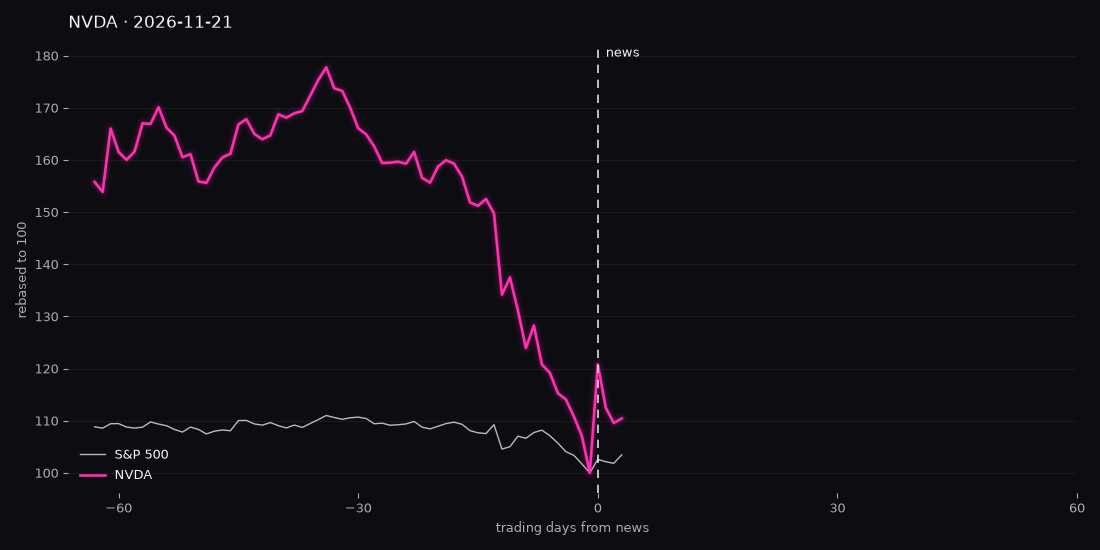 NVDA · 2026-11-21
news
180
170
160
150
140
130
120
110
100
rebased to 100
S&P 500
NVDA
−60
−30
0
30
60
trading days from news